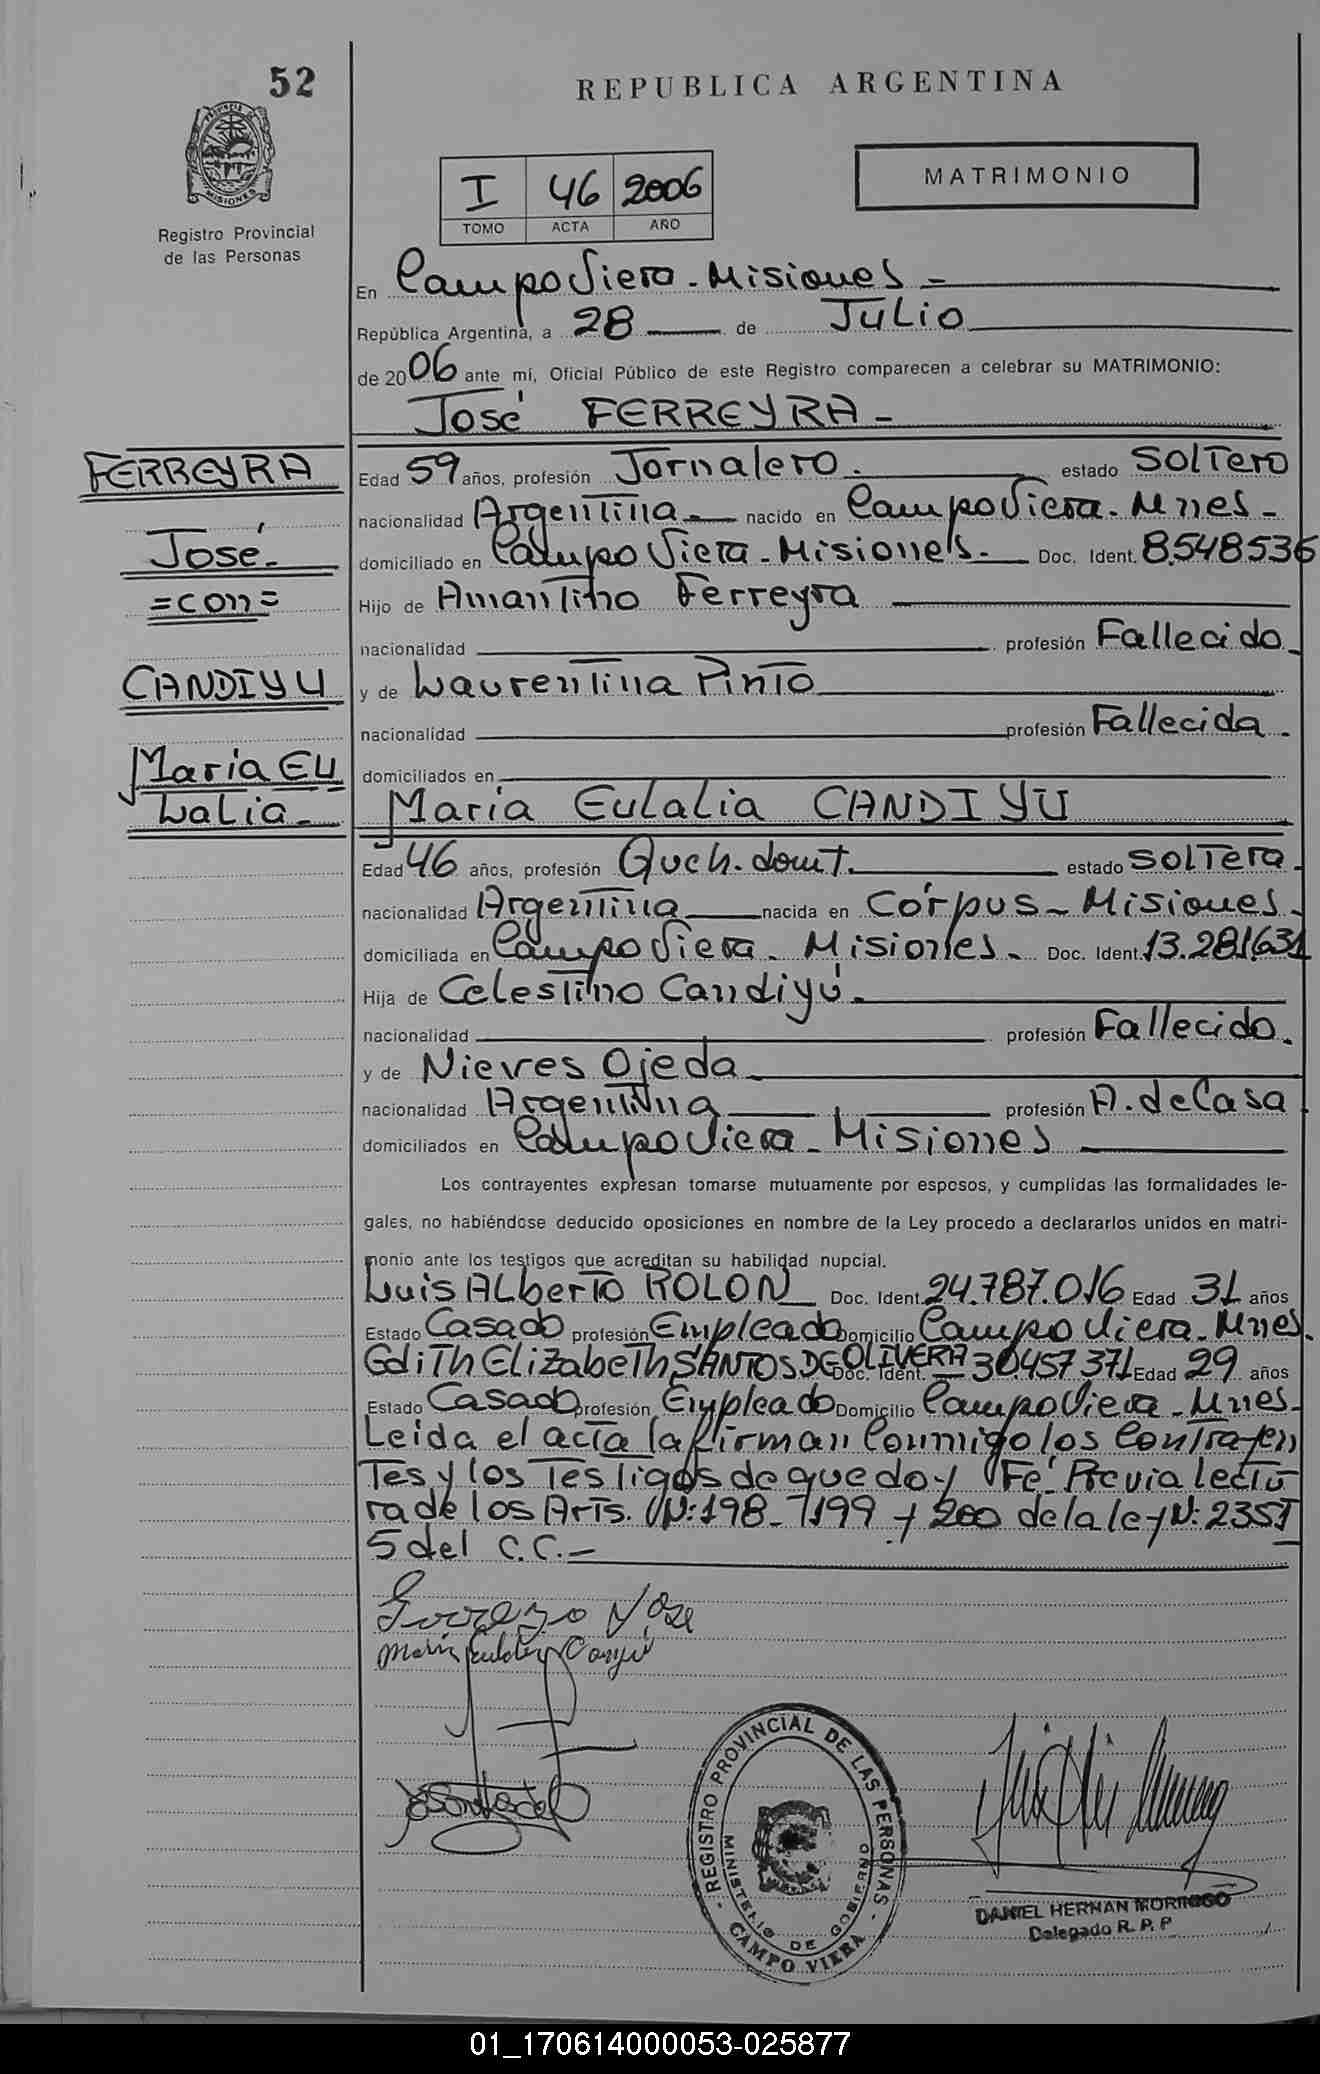 52
REPUBLICA ARGENTINA
PROVINCIA DE
MISIONES
Registro Provincial
de las Personas
I 46 2006
TOMO ACTA AÑO
MATRIMONIO
En Campo Viera - Misiones -
República Argentina, a 28 de Julio
de 2006 ante mí, Oficial Público de este Registro comparecen a celebrar su MATRIMONIO:
José FERREYRA -
FERREYRA
José -
=con=
CANDIYU
María Eu
Lalia -
Edad 59 años, profesión Jornalero. estado Soltero
nacionalidad Argentina - nacido en Campo Viera - Mnes -
domiciliado en Campo Viera - Misiones - Doc. Ident. 8.548536
Hijo de Amantino Ferreyra
nacionalidad profesión Fallecido
y de Laurentina Pinto
nacionalidad profesión Fallecida -
domiciliados en
María Eulalia CANDIYU
Edad 46 años, profesión Queh. domt. estado Soltera -
nacionalidad Argentina nacida en Córpus - Misiones -
domiciliada en Campo Viera - Misiones - Doc. Ident. 13.281.631
Hija de Celestino Candiyú -
nacionalidad profesión Fallecido.
y de Nieves Ojeda
nacionalidad Argentina profesión A. de Casa
domiciliados en Campo Viera - Misiones
Los contrayentes expresan tomarse mutuamente por esposos, y cumplidas las formalidades le-
gales, no habiéndose deducido oposiciones en nombre de la Ley procedo a declararlos unidos en matri-
monio ante los testigos que acreditan su habilidad nupcial.
Luis Alberto ROLON Doc. Ident. 24.787.016 Edad 31 años
Estado Casado profesión Empleado Domicilio Campo Viera - Mnes.
Edith Elizabeth SANTOS DE OLIVERA Doc. Ident. 30.457371 Edad 29 años
Estado Casado profesión Empleado Domicilio Campo Viera - Mnes -
Leida el acta la firman Conmigo los Contrayen
Tes y los Testigos de que doy Fé. Previa lectu
ra de los Arts. N: 198 - 199 y 200 de la ley N: 2351
5 del C.C. -
REGISTRO PROVINCIAL DE LAS PERSONAS
MINISTERIO DE GOBIERNO
- CAMPO VIERA -
DANIEL HERNAN
Delegado R. P. P
01_170614000053-025877